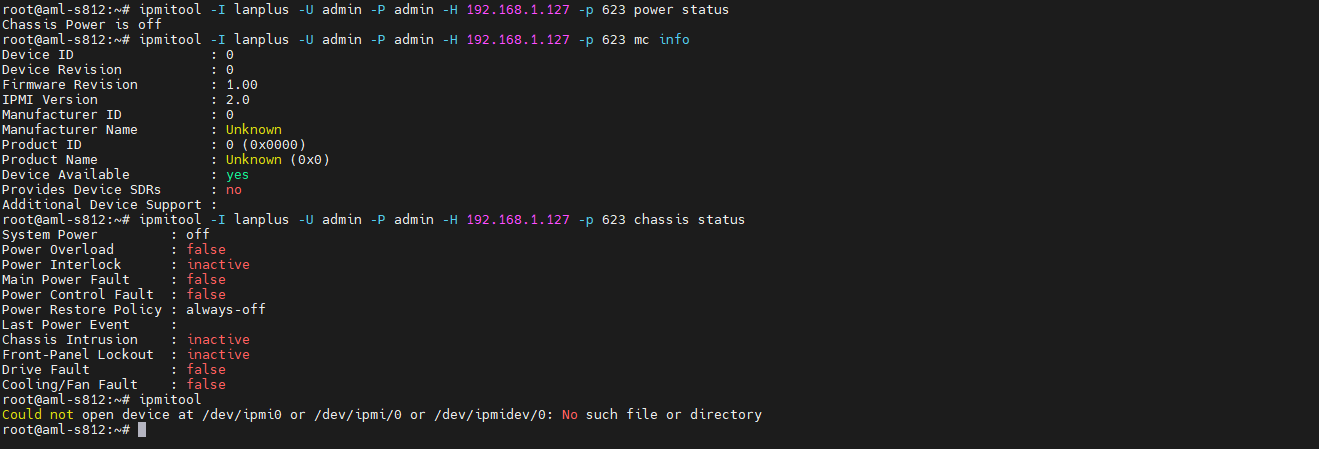 root@aml-s812:~# ipmitool -I lanplus -U admin -P admin -H 192.168.1.127 -p 623 power status
Chassis Power is off
root@aml-s812:~# ipmitool -I lanplus -U admin -P admin -H 192.168.1.127 -p 623 mc info
Device ID                 : 0
Device Revision           : 0
Firmware Revision         : 1.00
IPMI Version              : 2.0
Manufacturer ID           : 0
Manufacturer Name         : Unknown
Product ID                : 0 (0x0000)
Product Name              : Unknown (0x0)
Device Available          : yes
Provides Device SDRs      : no
Additional Device Support :
root@aml-s812:~# ipmitool -I lanplus -U admin -P admin -H 192.168.1.127 -p 623 chassis status
System Power         : off
Power Overload       : false
Power Interlock      : inactive
Main Power Fault     : false
Power Control Fault  : false
Power Restore Policy : always-off
Last Power Event     :
Chassis Intrusion    : inactive
Front-Panel Lockout  : inactive
Drive Fault          : false
Cooling/Fan Fault    : false
root@aml-s812:~# ipmitool
Could not open device at /dev/ipmi0 or /dev/ipmi/0 or /dev/ipmidev/0: No such file or directory
root@aml-s812:~#